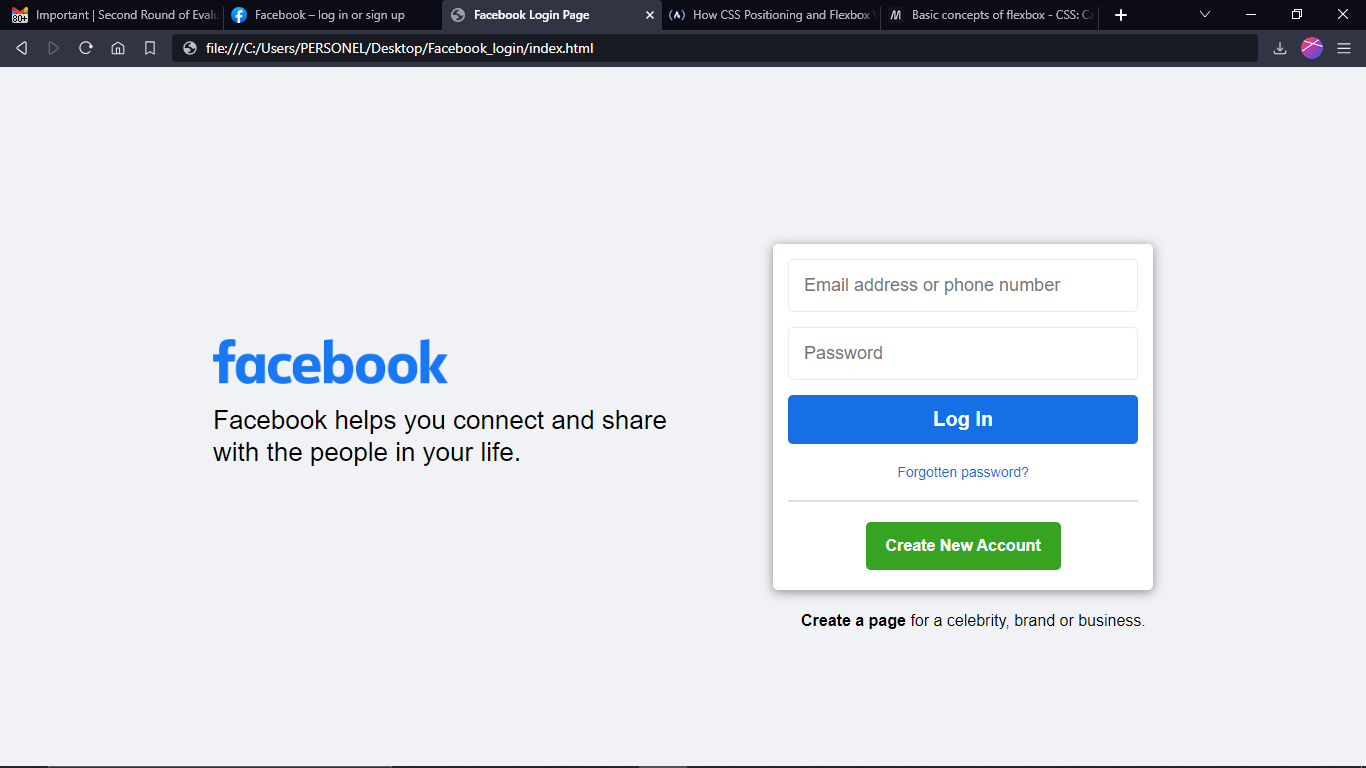 80+
Important | Second Round of Evalu
Facebook – log in or sign up
Facebook Login Page
How CSS Positioning and Flexbox
M
Basic concepts of flexbox - CSS: Ca
file:///C:/Users/PERSONEL/Desktop/Facebook_login/index.html
facebook
Facebook helps you connect and share
with the people in your life.
Email address or phone number
Password
Log In
Forgotten password?
Create New Account
Create a page for a celebrity, brand or business.